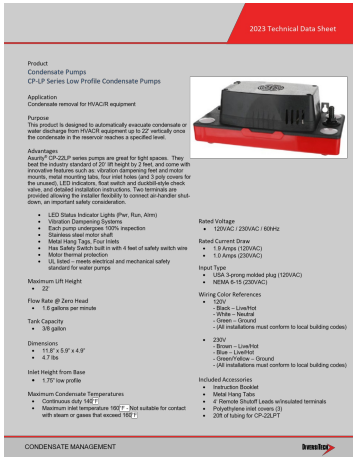 2023 Technical Data Sheet
Product
Condensate Pumps
CP-LP Series Low Profile Condensate Pumps
Application
Condensate removal for HVAC/R equipment
Purpose
This product is designed to automatically evacuate condensate or
water discharge from HVACR equipment up to 22' vertically once
the condensate in the reservoir reaches a specified level.
Advantages
Asurity® CP-22LP series pumps are great for tight spaces. They
beat the industry standard of 20' lift height by 2 feet, and come with
innovative features such as: vibration dampening feet and motor
mounts, metal mounting tabs, four inlet holes (and 3 poly covers for
the unused), LED indicators, float switch and duckbill-style check
valve, and detailed installation instructions. Two terminals are
provided allowing the installer flexibility to connect air-handler shut-
down, an important safety consideration.
• LED Status Indicator Lights (Pwr, Run, Alrm)
• Vibration Dampening Systems
• Each pump undergoes 100% inspection
• Stainless steel motor shaft
• Metal Hang Tags, Four Inlets
• Has Safety Switch built in with 4 feet of safety switch wire
• Motor thermal protection
• UL listed – meets electrical and mechanical safety
standard for water pumps
Maximum Lift Height
• 22'
Flow Rate @ Zero Head
• 1.6 gallons per minute
Tank Capacity
• 3/8 gallon
Dimensions
• 11.8" x 5.9" x 4.9"
• 4.7 lbs
Inlet Height from Base
• 1.75" low profile
Maximum Condensate Temperatures
• Continuous duty 140°F
• Maximum inlet temperature 160°F - Not suitable for contact
with steam or gases that exceed 160°F
Rated Voltage
• 120VAC / 230VAC / 60Hz
Rated Current Draw
• 1.9 Amps (120VAC)
• 1.0 Amps (230VAC)
Input Type
• USA 3-prong molded plug (120VAC)
• NEMA 6-15 (230VAC)
Wiring Color References
• 120V
- Black – Live/Hot
- White – Neutral
- Green – Ground
- (All installations must conform to local building codes)
• 230V
- Brown – Live/Hot
- Blue – Live/Hot
- Green/Yellow – Ground
- (All installations must conform to local building codes)
Included Accessories
• Instruction Booklet
• Metal Hang Tabs
• 4' Remote Shutoff Leads w/insulated terminals
• Polyethylene inlet covers (3)
• 20ft of tubing for CP-22LPT
CONDENSATE MANAGEMENT
DIVERSITECH